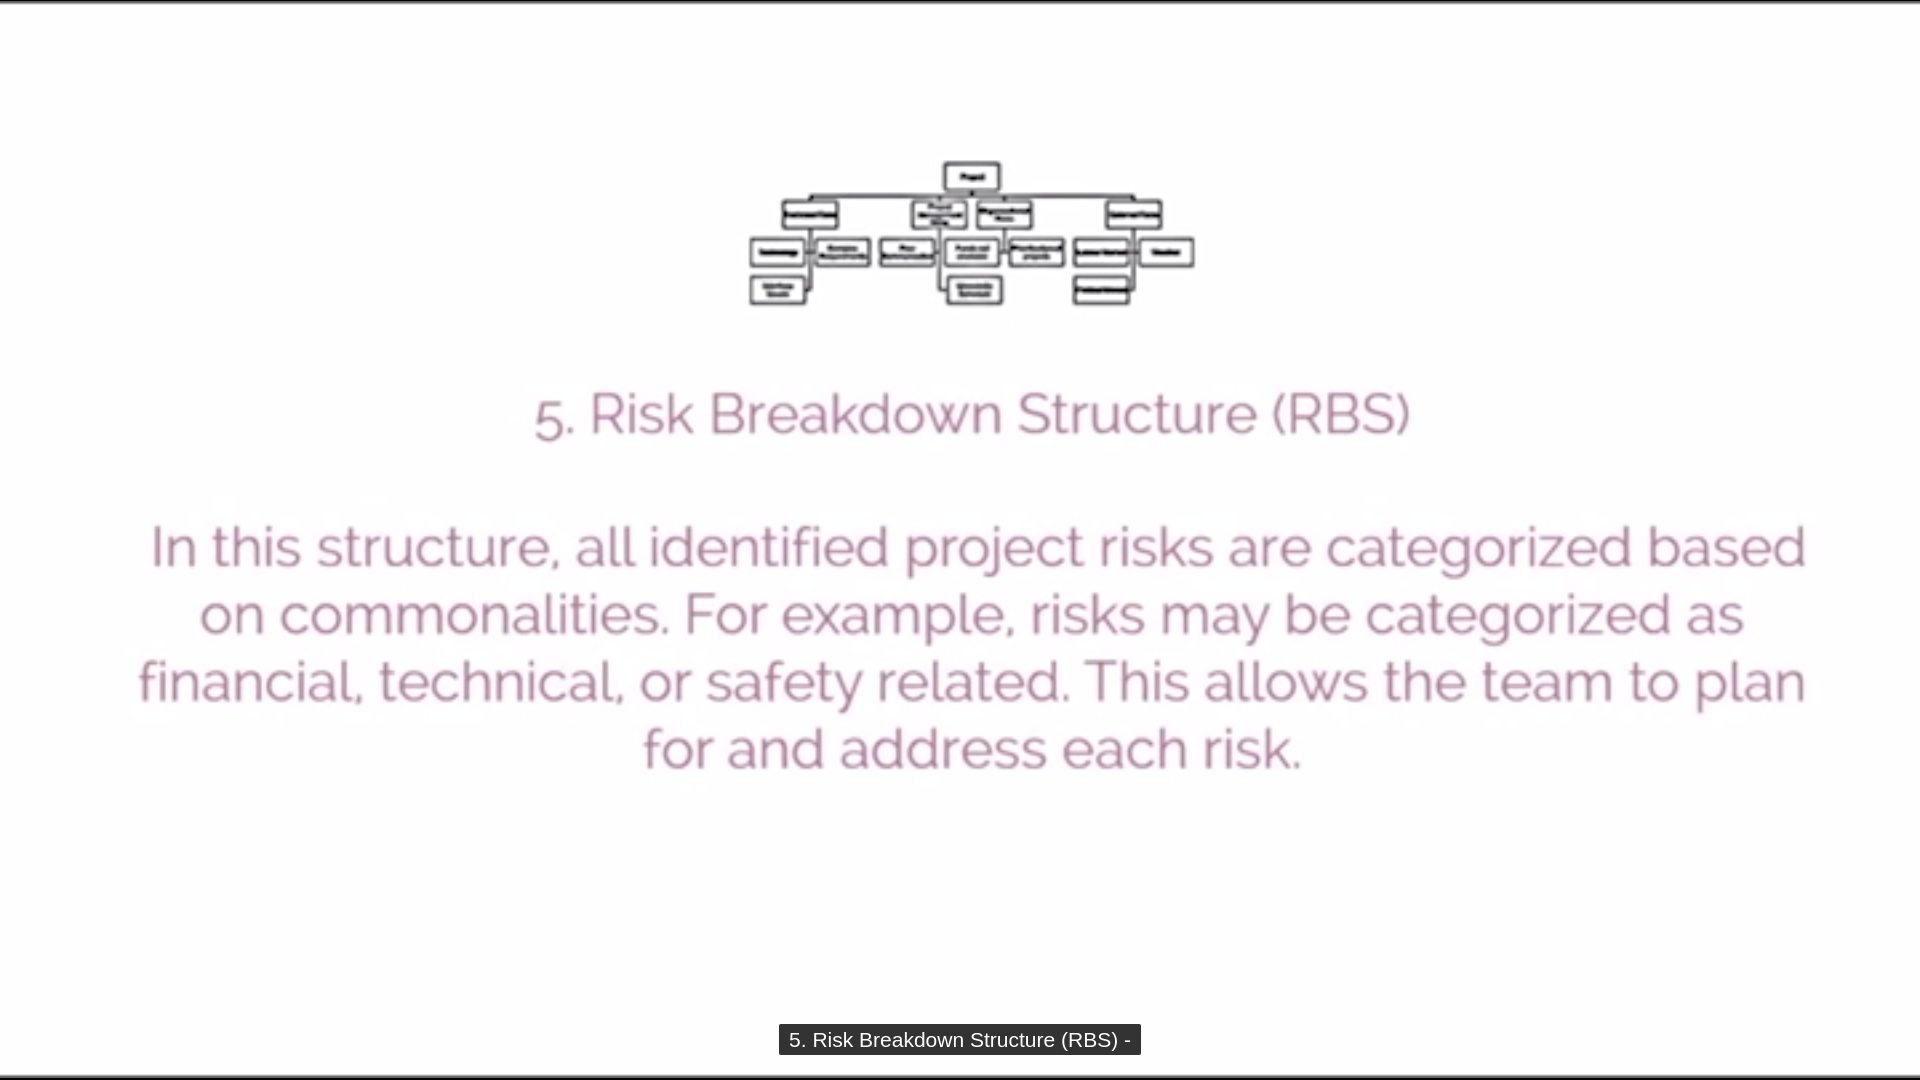 Project
Technology
5. Risk Breakdown Structure (RBS)
In this structure, all identified project risks are categorized based
on commonalities. For example, risks may be categorized as
financial, technical, or safety related. This allows the team to plan
for and address each risk.
5. Risk Breakdown Structure (RBS) -